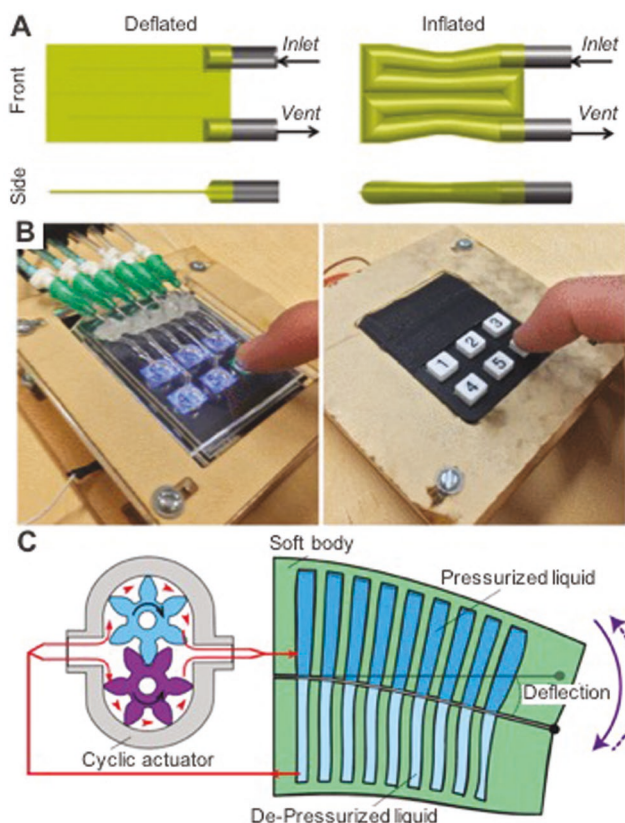 A
Deflated
Inflated
Front
Inlet
Inlet
Vent
Vent
Side
B
3
2
1
5
4
C
Soft body
Pressurized liquid
Deflection
Cyclic actuator
De-Pressurized liquid